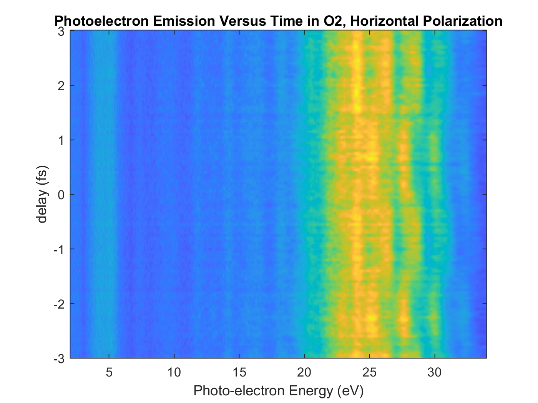 Photoelectron Emission Versus Time in O2, Horizontal Polarization
3
2
1
0
-1
-2
-3
delay (fs)
5 10 15 20 25 30
Photo-electron Energy (eV)